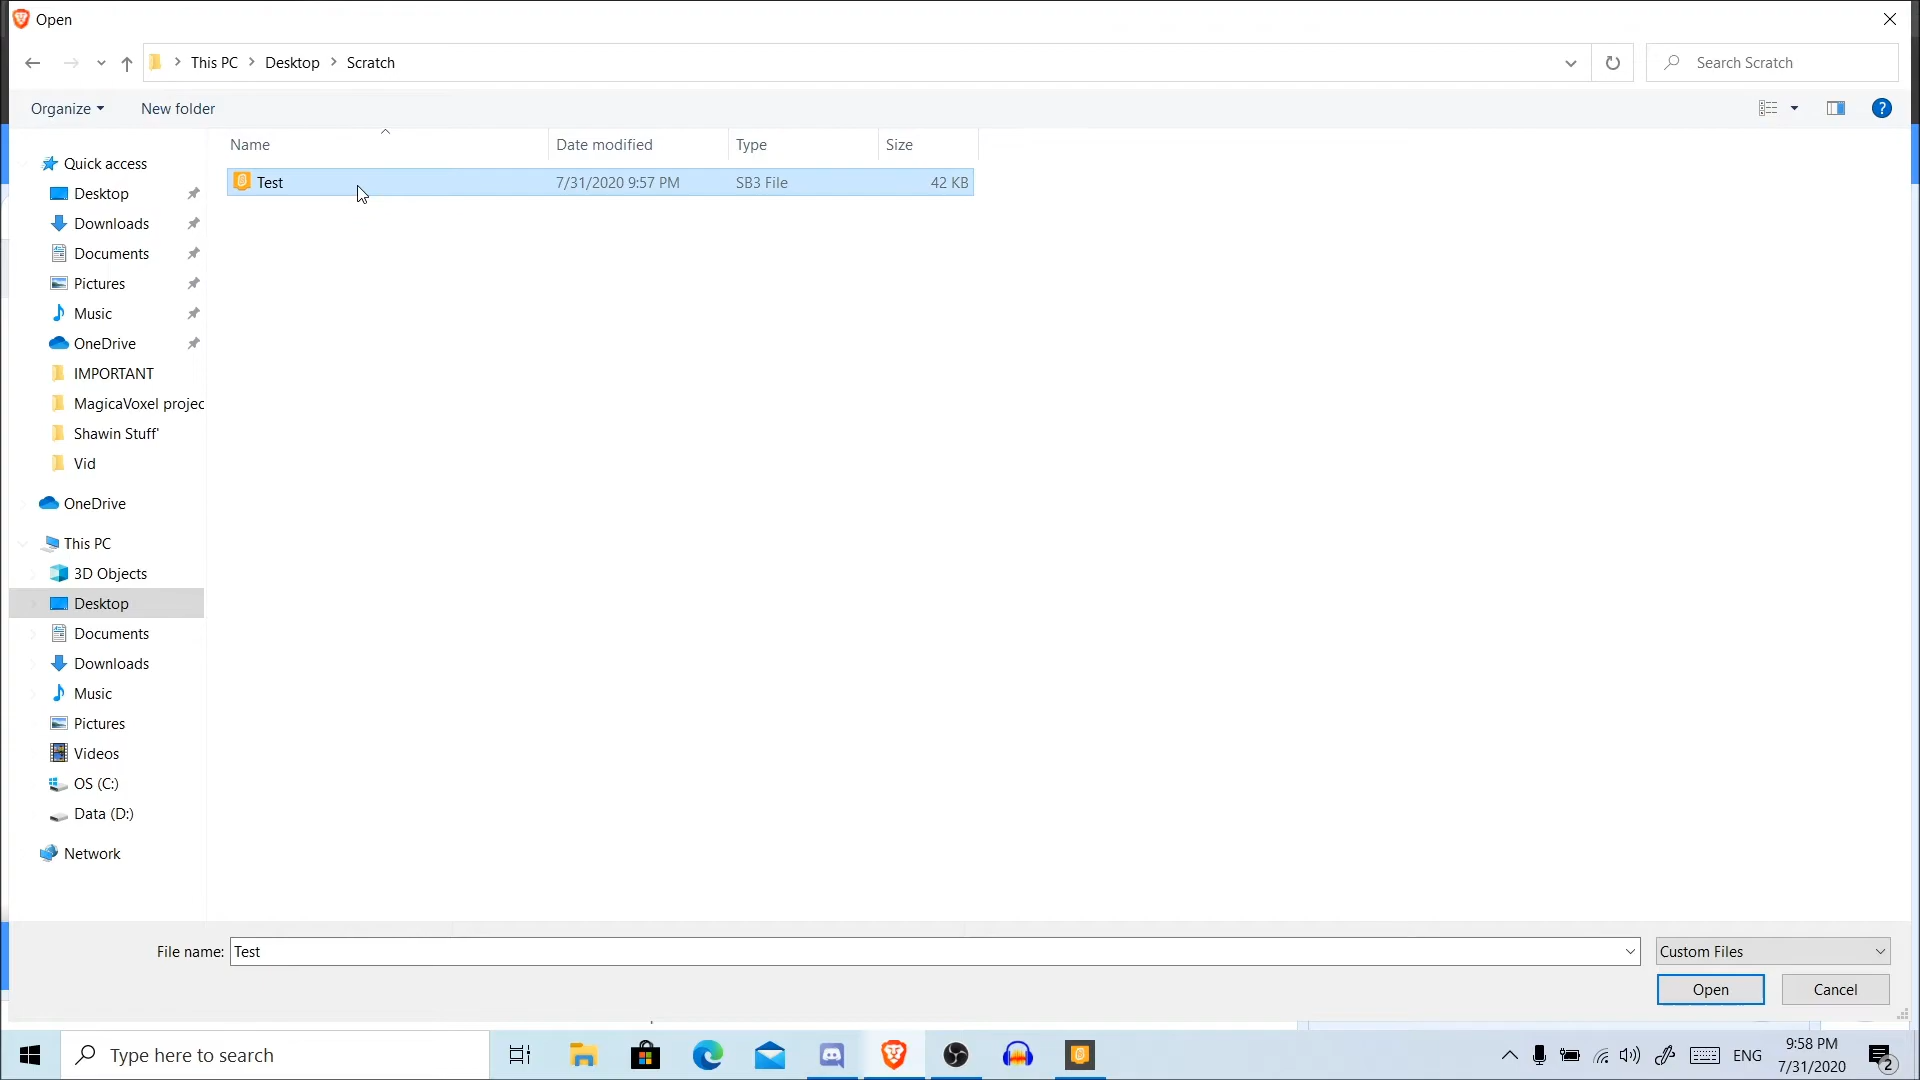 Open
This PC
Desktop
Scratch
Search Scratch
Organize
New folder
?
Name
Date modified
Type
Size
Test
7/31/2020 9:57 PM
SB3 File
42 KB
Quick access
Desktop
Downloads
Documents
Pictures
Music
OneDrive
IMPORTANT
MagicaVoxel projec
Shawin Stuff'
Vid
OneDrive
This PC
3D Objects
Desktop
Documents
Downloads
Music
Pictures
Videos
OS (C:)
Data (D:)
Network
File name:
Test
Custom Files
Open
Cancel
Type here to search
ENG
9:58 PM
7/31/2020
2